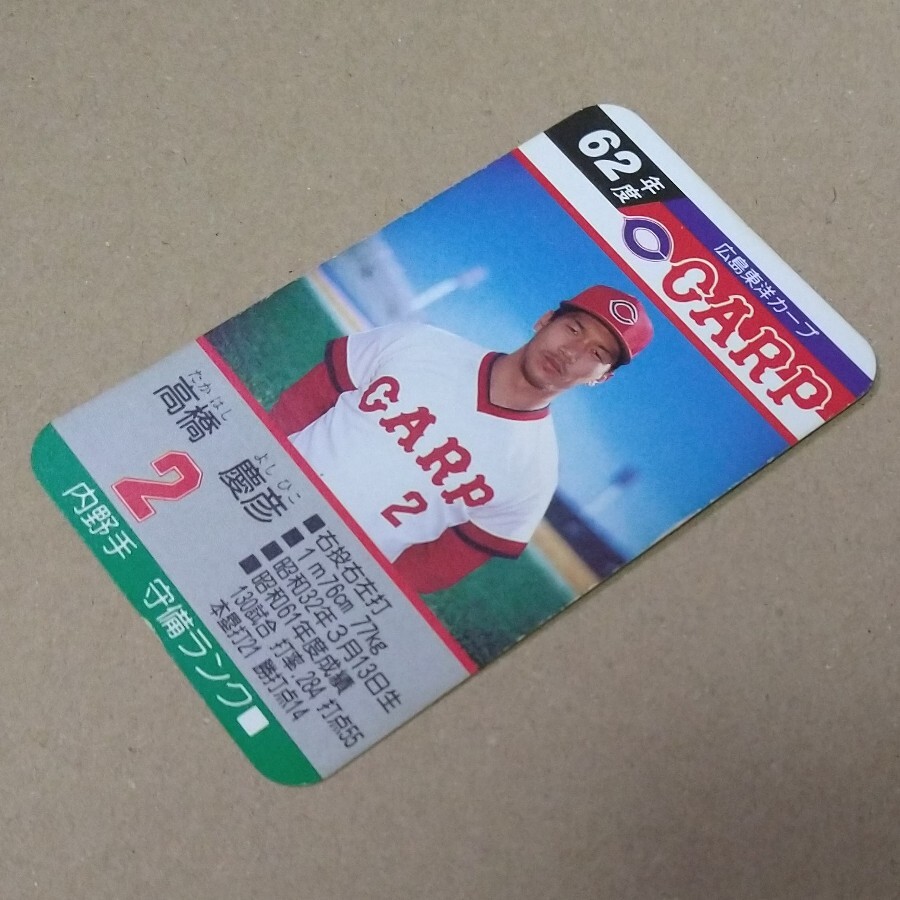 62年度
広島東洋カープ
C CARP
C
CARP
2
たかはし よしひこ
高橋 慶彦
2
■右投右左打
■1m76cm 77kg
■昭和32年3月13日生
■昭和61年度成績
130試合 打率.284 打点55
本塁打21 勝打点14
内野手 守備ランク